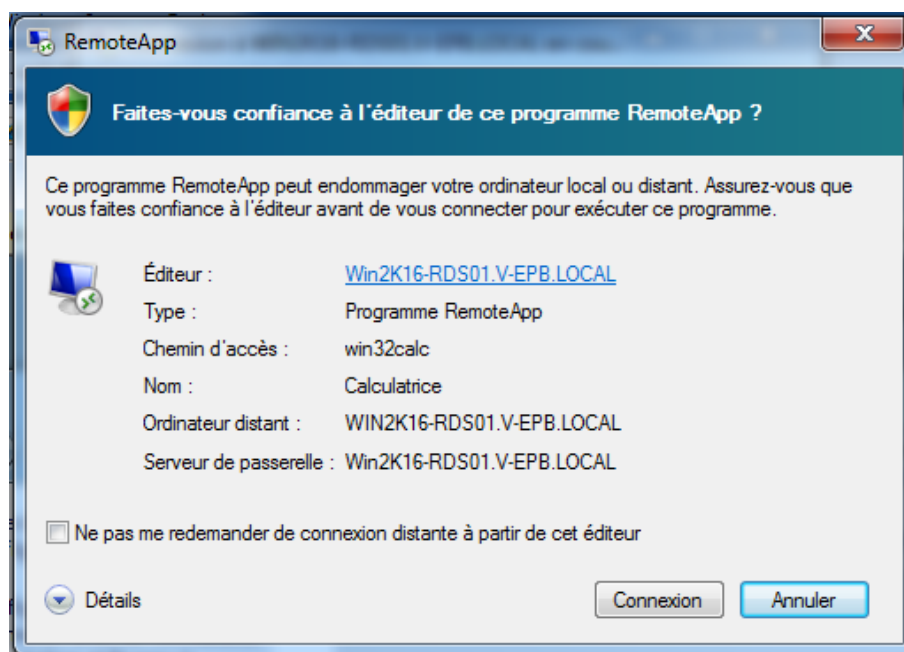 RemoteApp
Faites-vous confiance à l'éditeur de ce programme RemoteApp ?
Ce programme RemoteApp peut endommager votre ordinateur local ou distant. Assurez-vous que
vous faites confiance à l'éditeur avant de vous connecter pour exécuter ce programme.
Éditeur : Win2K16-RDS01.V-EPB.LOCAL
Type : Programme RemoteApp
Chemin d'accès : win32calc
Nom : Calculatrice
Ordinateur distant : WIN2K16-RDS01.V-EPB.LOCAL
Serveur de passerelle : Win2K16-RDS01.V-EPB.LOCAL
Ne pas me redemander de connexion distante à partir de cet éditeur
Détails Connexion Annuler